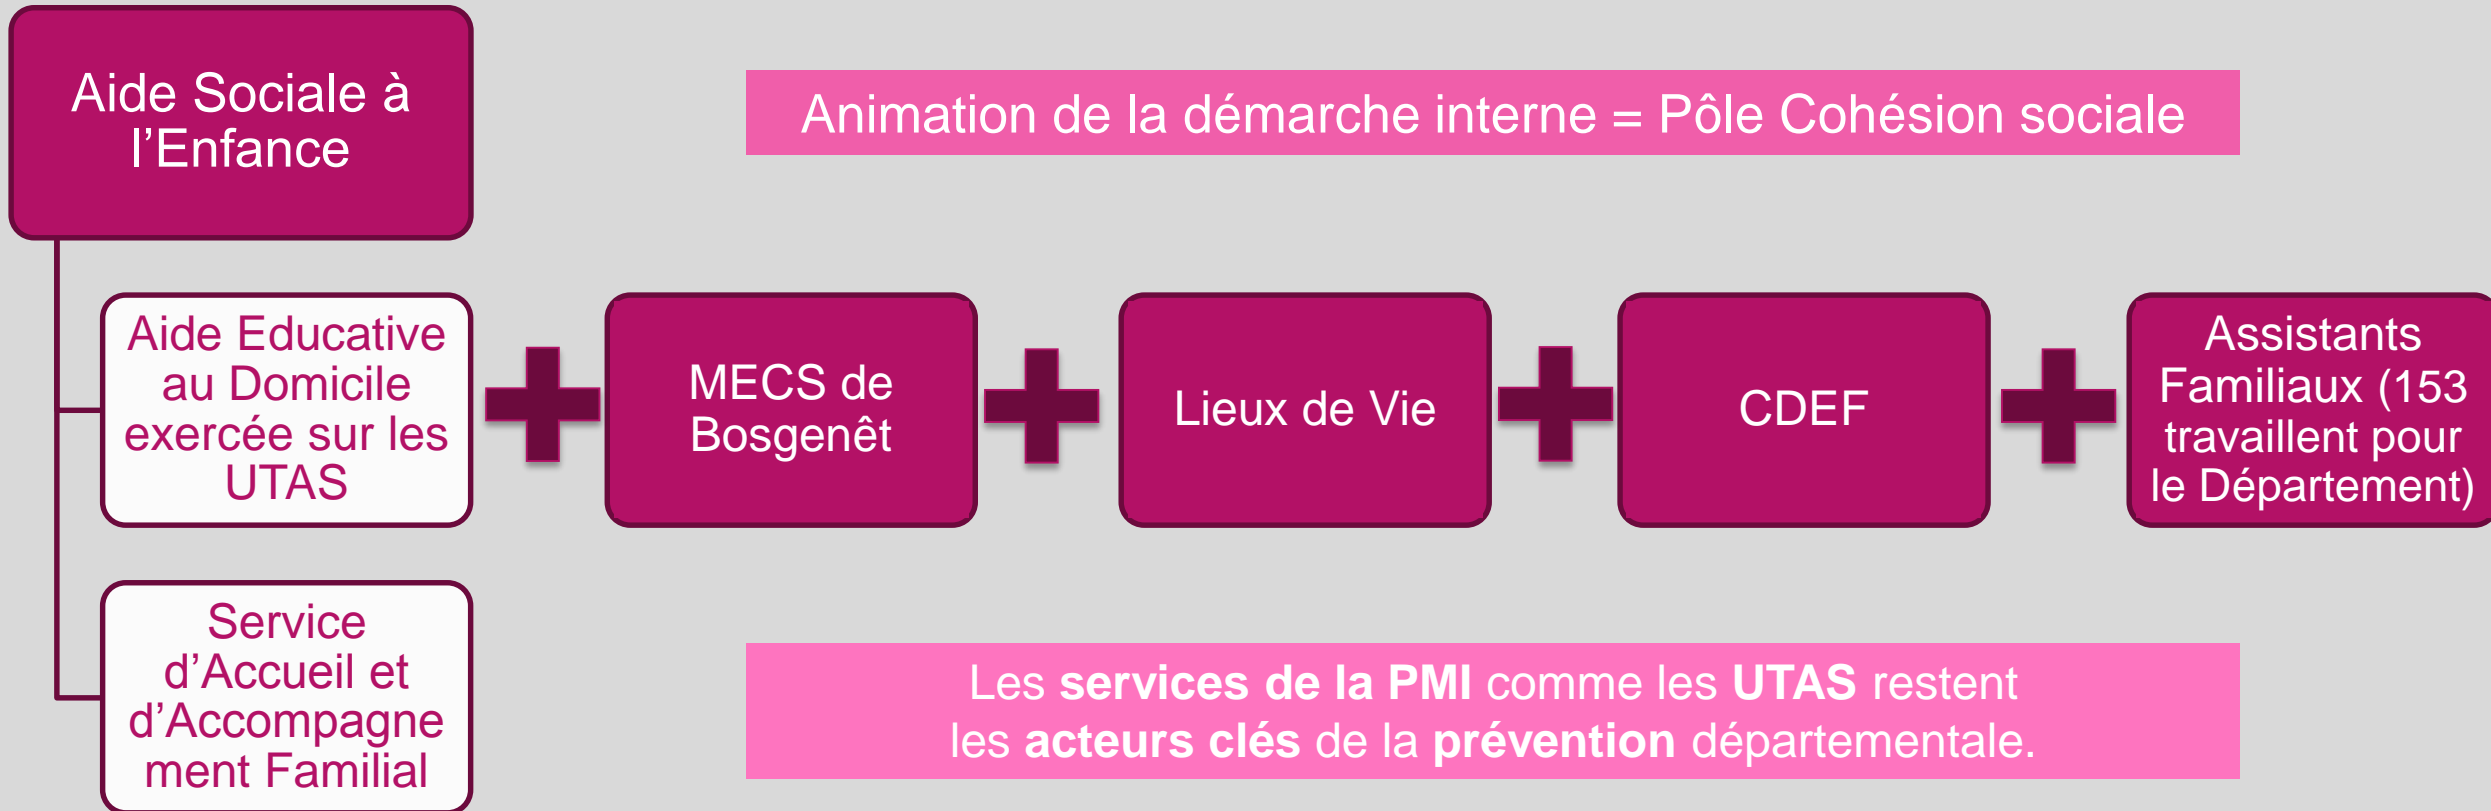 Aide Sociale à
l’Enfance
Animation de la démarche interne = Pôle Cohésion sociale
Aide Educative
au Domicile
exercée sur les
UTAS
MECS de
Bosgenêt
Lieux de Vie
CDEF
Assistants
Familiaux (153
travaillent pour
le Département)
Service
d’Accueil et
d’Accompagne
ment Familial
Les services de la PMI comme les UTAS restent
les acteurs clés de la prévention départementale.